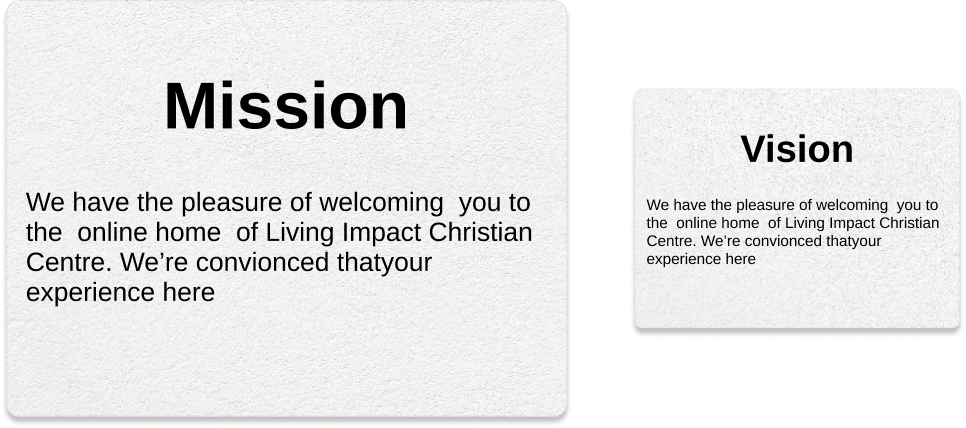 Mission
We have the pleasure of welcoming  you to
the  online home  of Living Impact Christian
Centre. We’re convionced thatyour
experience here
Vision
We have the pleasure of welcoming  you to
the  online home  of Living Impact Christian
Centre. We’re convionced thatyour
experience here